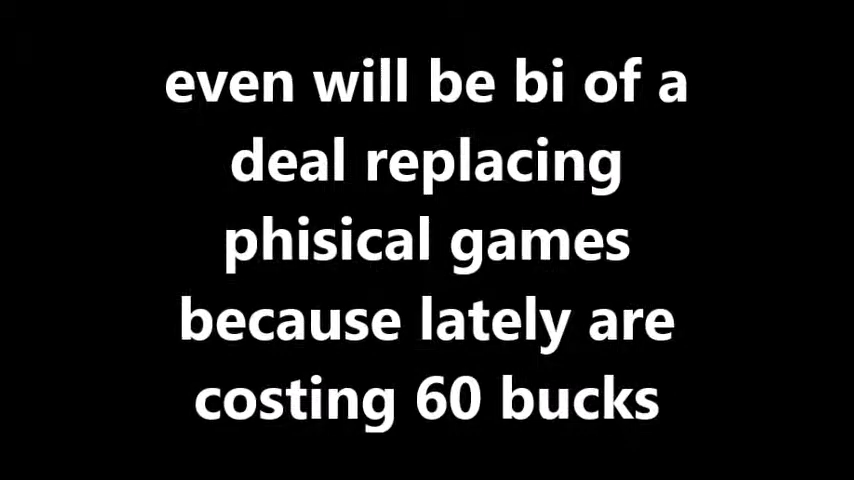 even will be bi of a
deal replacing
phisical games
because lately are
costing 60 bucks